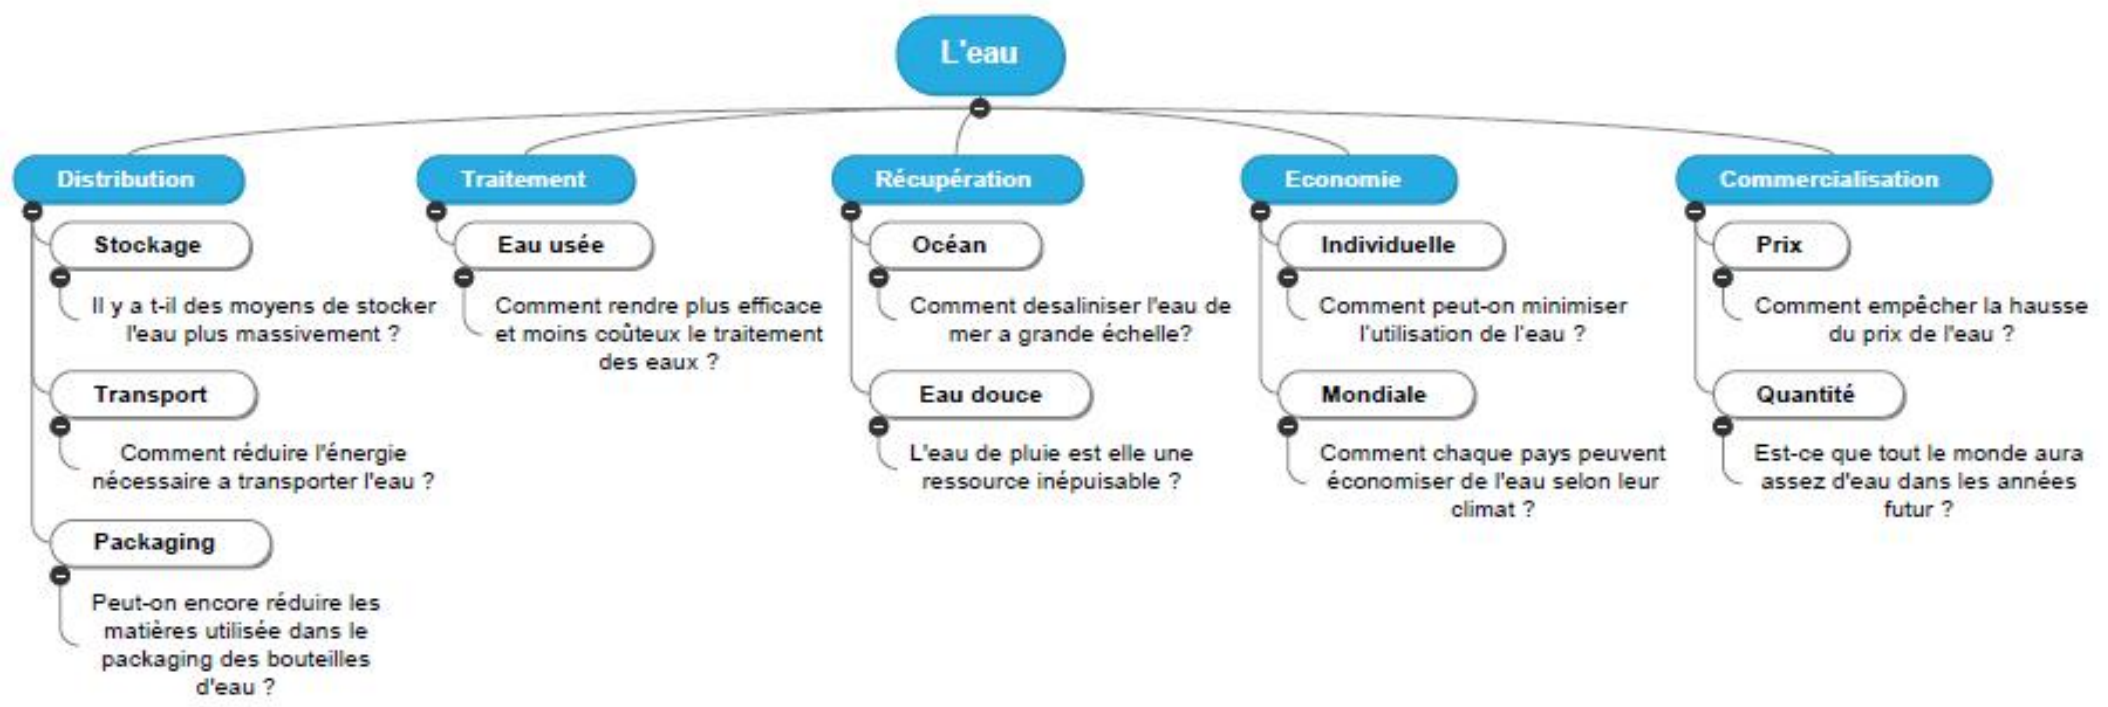 L'eau
Distribution
Stockage
Il y a t-il des moyens de stocker
l'eau plus massivement ?
Transport
Comment réduire l'énergie
nécessaire a transporter l'eau ?
Packaging
Peut-on encore réduire les
matières utilisée dans le
packaging des bouteilles
d'eau ?
Traitement
Eau usée
Comment rendre plus efficace
et moins coûteux le traitement
des eaux ?
Récupération
Océan
Comment desaliniser l'eau de
mer a grande échelle?
Eau douce
L'eau de pluie est elle une
ressource inépuisable ?
Economie
Individuelle
Comment peut-on minimiser
l'utilisation de l'eau ?
Mondiale
Comment chaque pays peuvent
économiser de l'eau selon leur
climat ?
Commercialisation
Prix
Comment empêcher la hausse
du prix de l'eau ?
Quantité
Est-ce que tout le monde aura
assez d'eau dans les années
futur ?